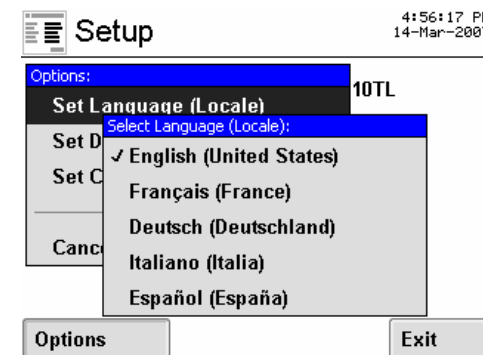 Setup
4:56:17
14-Mar-200
Options:
10TL
Set Language (Locale)
Select Language (Locale):
Set D
✓ English (United States)
Set C
Français (France)
Deutsch (Deutschland)
Canc
Italiano (Italia)
Español (España)
Options
Exit